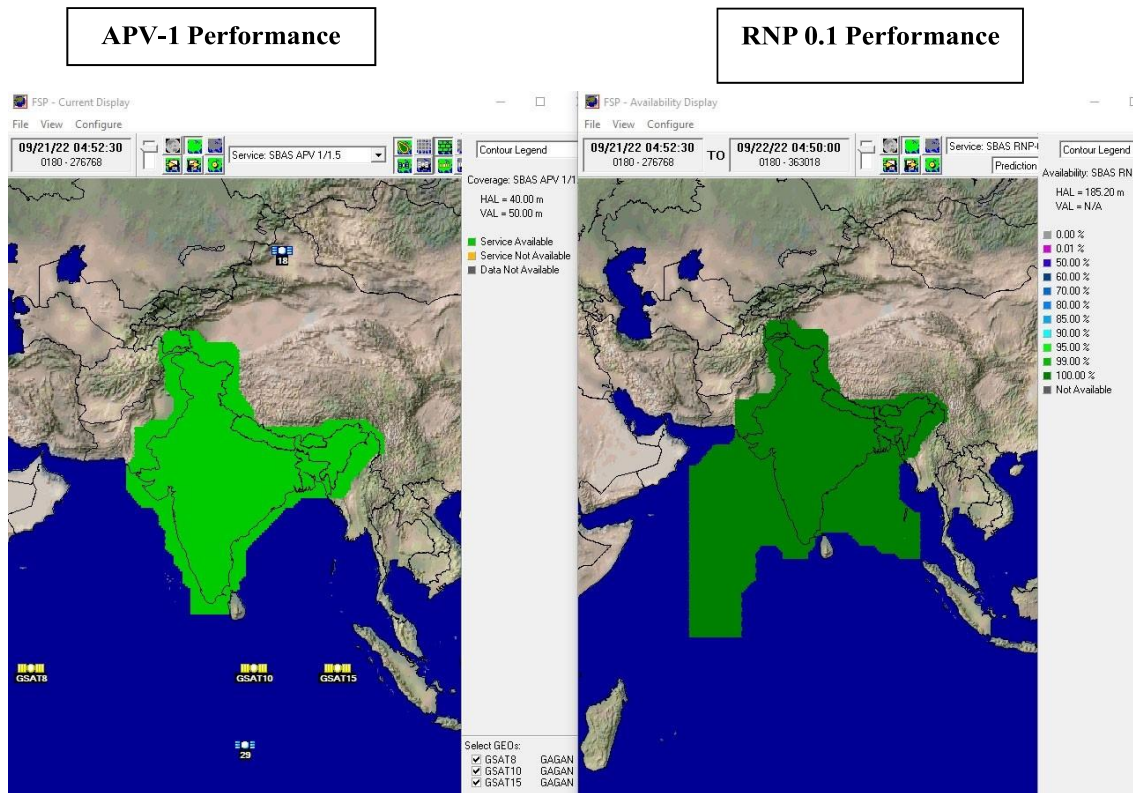 APV-1 Performance
RNP 0.1 Performance
FSP - Current Display
File View Configure
09/21/22 04:52:30
0180 - 276768
Service: SBAS APV 1/1.5
Contour Legend
Coverage: SBAS APV 1/1
HAL = 40.00 m
VAL = 50.00 m
Service Available
Service Not Available
Data Not Available
18
GSAT8
GSAT10
GSAT15
29
Select GEOs:
GSAT8 GAGAN
GSAT10 GAGAN
GSAT15 GAGAN
FSP - Availability Display
File View Configure
09/21/22 04:52:30
0180 - 276768
TO
09/22/22 04:50:00
0180 - 363018
Service: SBAS RNP-
Prediction
Contour Legend
Availability: SBAS RN
HAL = 185.20 m
VAL = N/A
0.00 %
0.01 %
50.00 %
60.00 %
70.00 %
80.00 %
85.00 %
90.00 %
95.00 %
99.00 %
100.00 %
Not Available